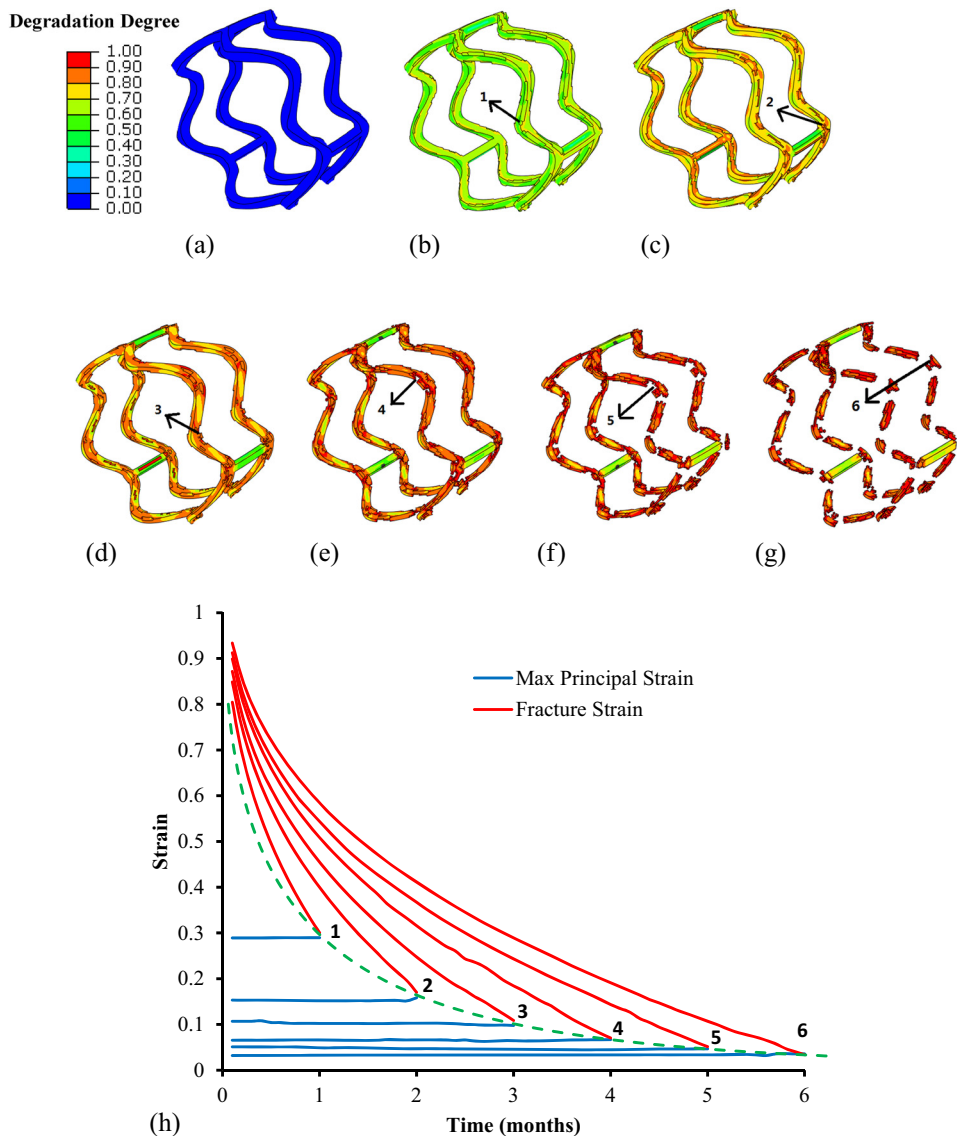 Degradation Degree
1.00
0.90
0.80
0.70
0.60
0.50
0.40
0.30
0.20
0.10
0.00
1
2
(a)
(b)
(c)
3
4
5
6
(d)
(e)
(f)
(g)
1
0.9
0.8
0.7
0.6
0.5
0.4
0.3
0.2
0.1
0
Strain
Max Principal Strain
Fracture Strain
1
2
3
4
5
6
0 1 2 3 4 5 6
Time (months)
(h)